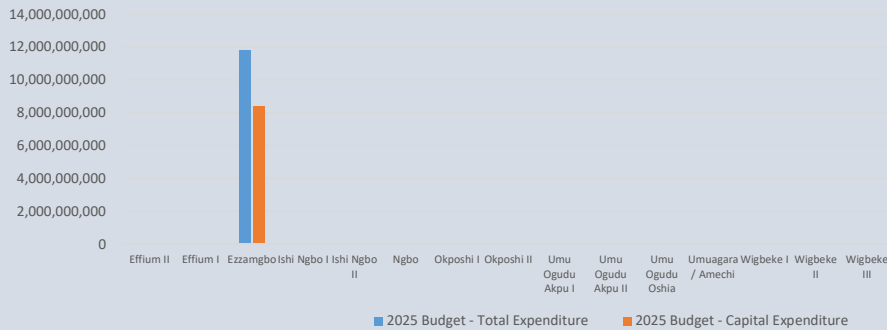 14,000,000,000
12,000,000,000
10,000,000,000
8,000,000,000
6,000,000,000
4,000,000,000
2,000,000,000
0
Effium II
Effium I
Ezzamgbo
Ishi Ngbo I
Ishi Ngbo
II
Ngbo
Okposhi I
Okposhi II
Umu
Ogudu
Akpu I
Umu
Ogudu
Akpu II
Umu
Ogudu
Oshia
Umuagara
/ Amechi
Wigbeke I
Wigbeke
II
Wigbeke
III
2025 Budget - Total Expenditure
2025 Budget - Capital Expenditure